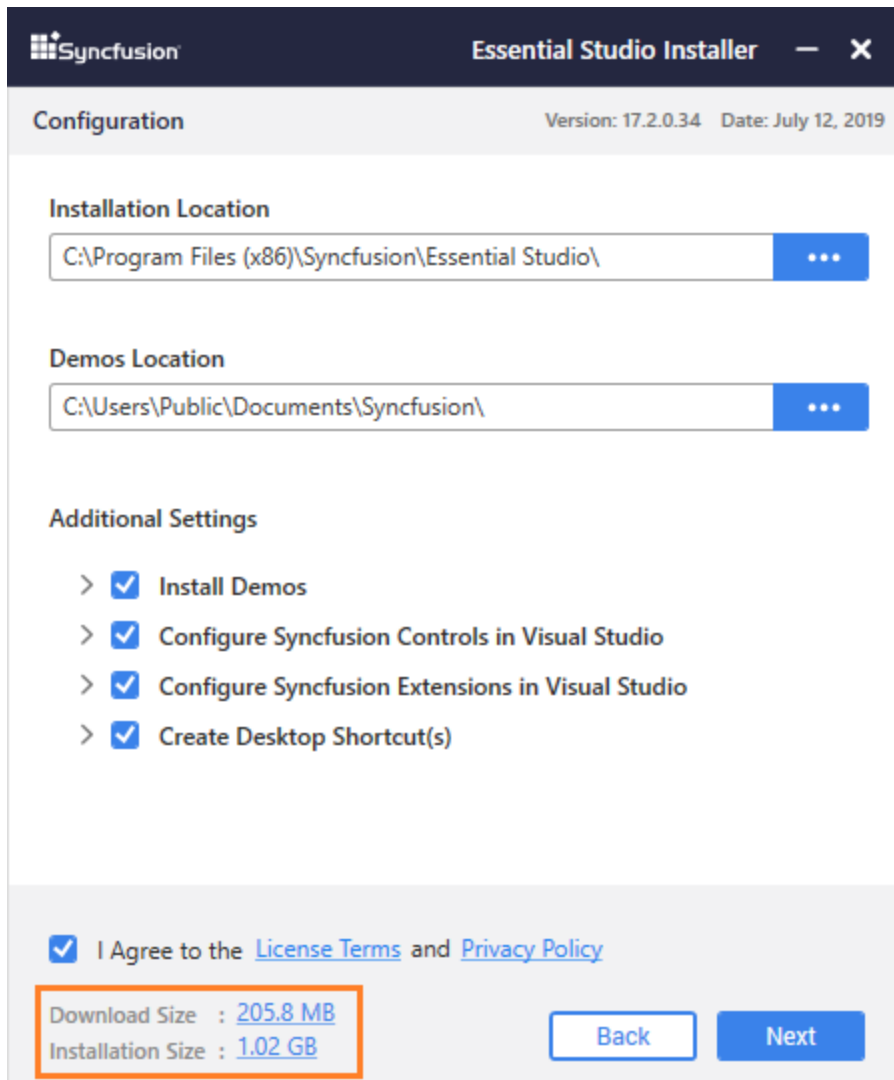 Syncfusion
Essential Studio Installer
Configuration
Version: 17.2.0.34 Date: July 12, 2019
Installation Location
C:\Program Files (x86)\Syncfusion\Essential Studio\
Demos Location
C:\Users\Public\Documents\Syncfusion\
Additional Settings
Install Demos
Configure Syncfusion Controls in Visual Studio
Configure Syncfusion Extensions in Visual Studio
Create Desktop Shortcut(s)
I Agree to the License Terms and Privacy Policy
Download Size : 205.8 MB
Installation Size : 1.02 GB
Back
Next